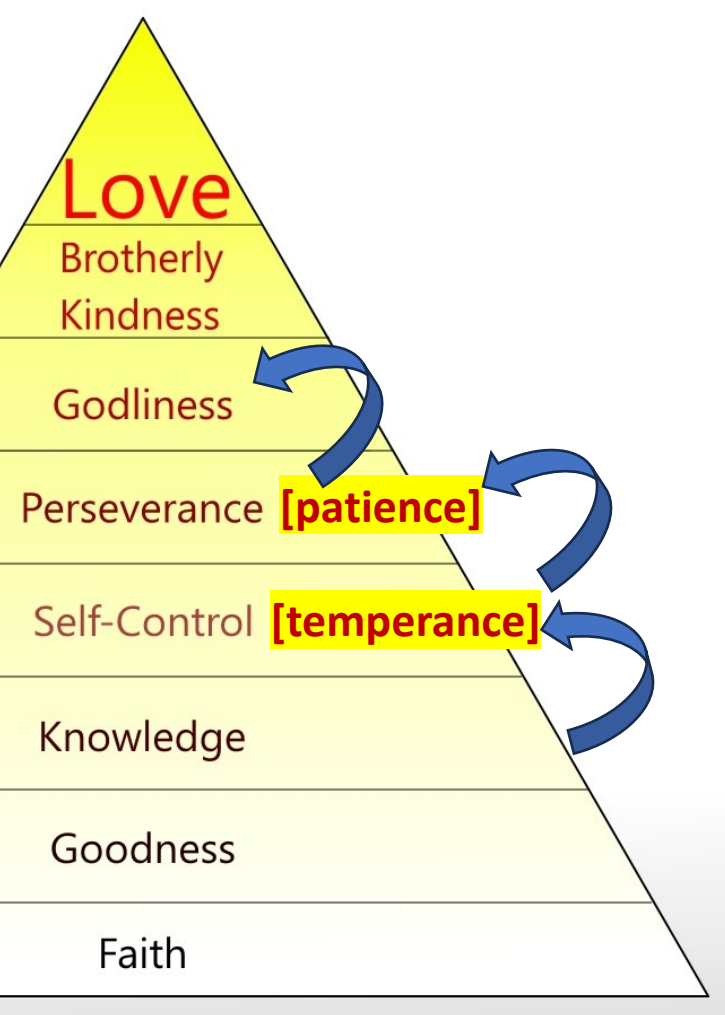 Love
Brotherly
Kindness
Godliness
Perseverance [patience]
Self-Control [temperance]
Knowledge
Goodness
Faith